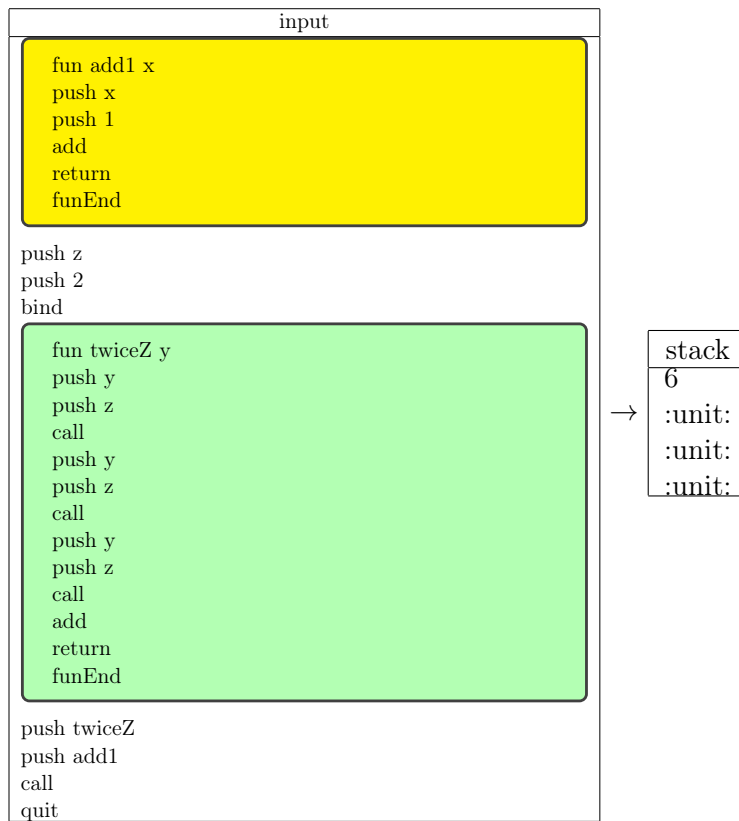 input
fun add1 x
push x
push 1
add
return
funEnd
push z
push 2
bind
fun twiceZ y
push y
push z
call
push y
push z
call
push y
push z
call
add
return
funEnd
push twiceZ
push add1
call
quit
→
stack
6
:unit:
:unit:
:unit: